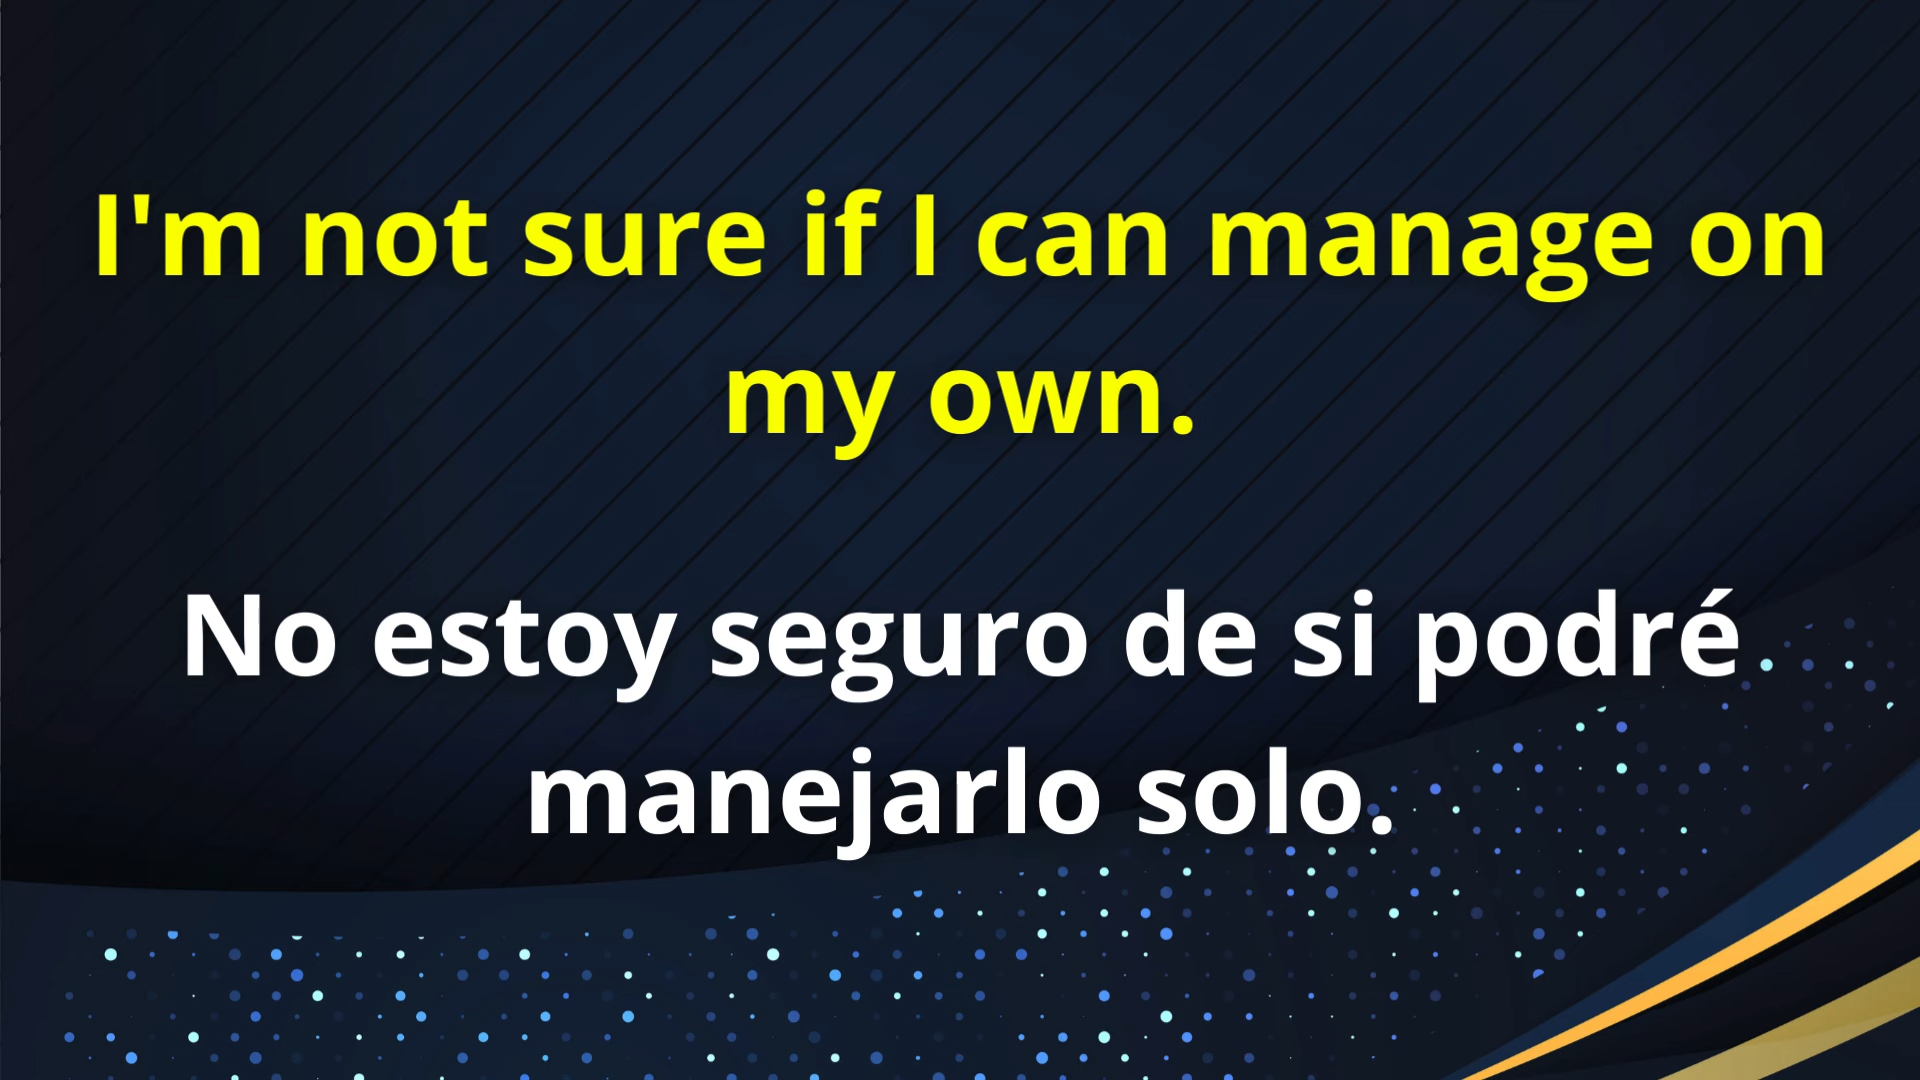 I'm not sure if I can manage on
my own.
No estoy seguro de si podré
manejarlo solo.